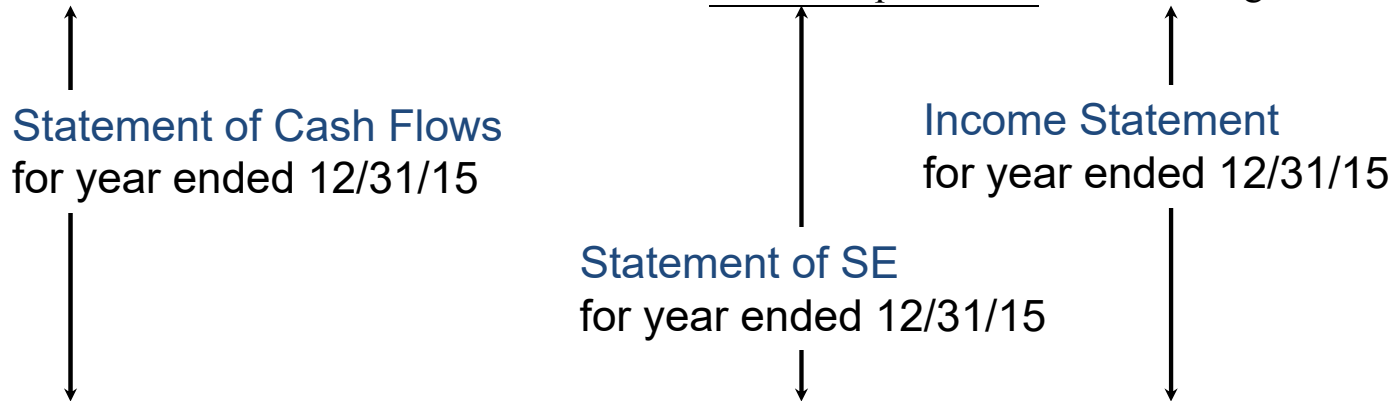 Statement of Cash Flows
for year ended 12/31/15
Income Statement
for year ended 12/31/15
Statement of SE
for year ended 12/31/15